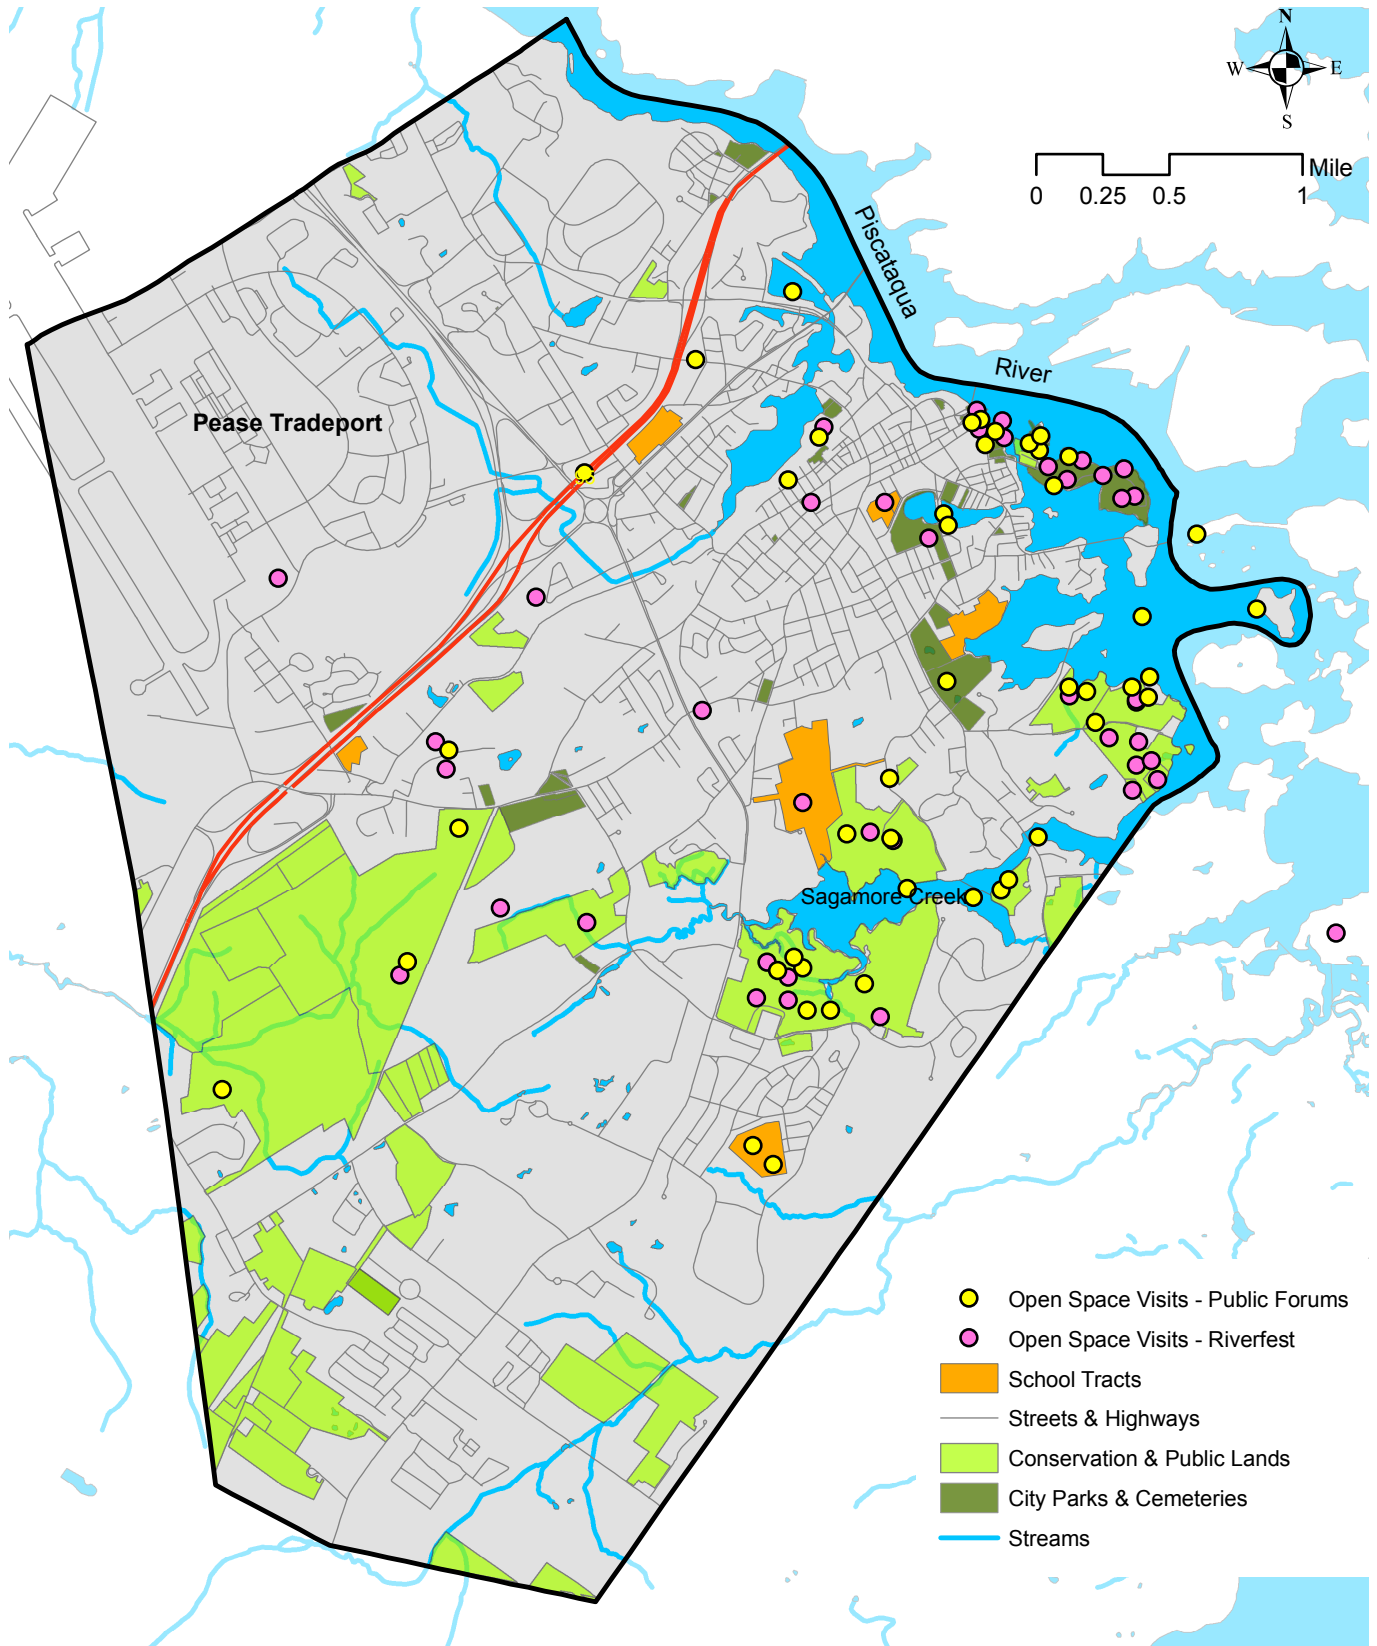 N
W E
S
Mile
0 0.25 0.5 1
Piscataqua
River
Pease Tradeport
95
Sagamore Creek
Open Space Visits - Public Forums
Open Space Visits - Riverfest
School Tracts
Streets & Highways
Conservation & Public Lands
City Parks & Cemeteries
Streams